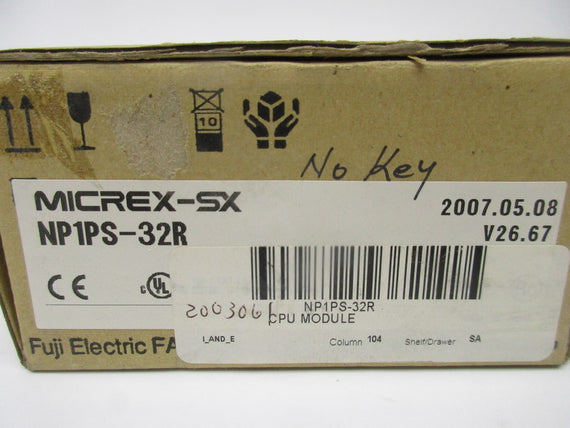 10
No Key
MICREX-SX
NP1PS-32R
2007.05.08
V26.67
CE
c UL
200306
NP1PS-32R
CPU MODULE
I_AND_E
Column 104 Shelf/Drawer SA
Fuji Electric FA